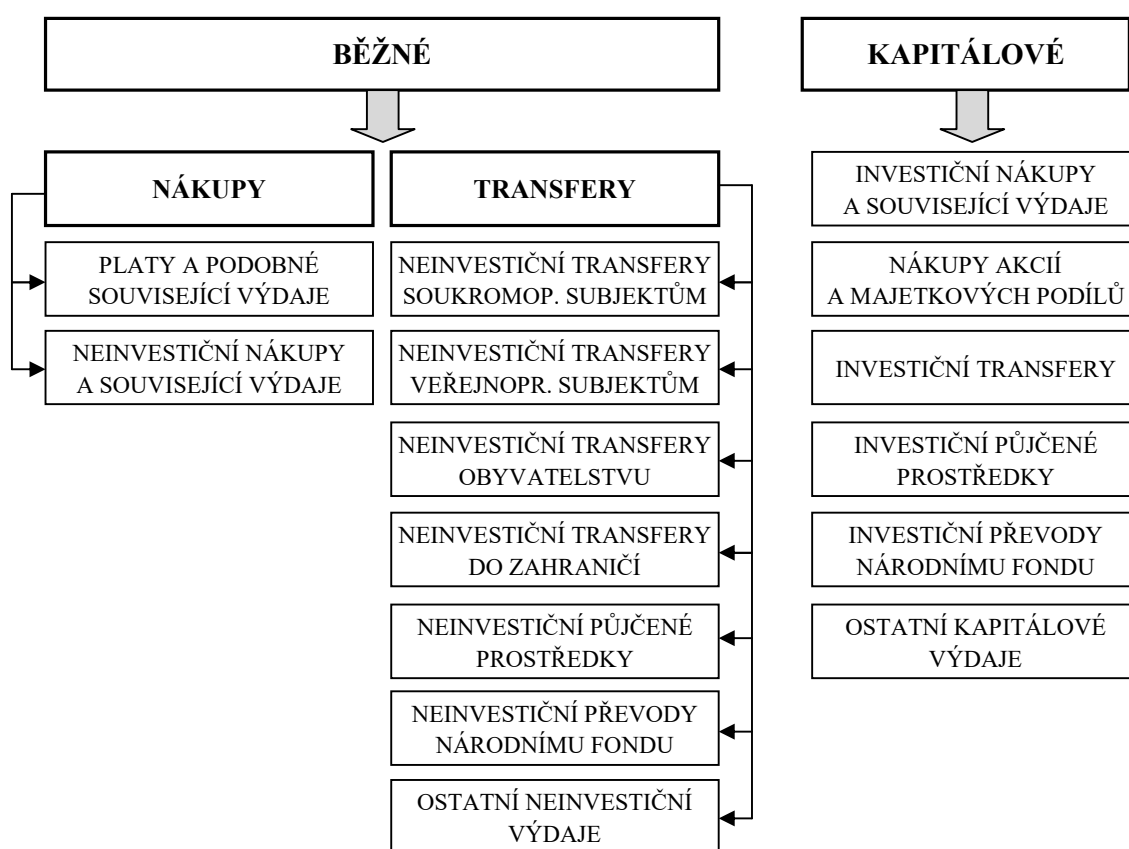 BĚŽNÉ
KAPITÁLOVÉ
NÁKUPY
TRANSFERY
PLATY A PODOBNÉ
SOUVISEJÍCÍ VÝDAJE
NEINVESTIČNÍ NÁKUPY
A SOUVISEJÍCÍ VÝDAJE
NEINVESTIČNÍ TRANSFERY
SOUKROMOP. SUBJEKTŮM
NEINVESTIČNÍ TRANSFERY
VEŘEJNOPR. SUBJEKTŮM
NEINVESTIČNÍ TRANSFERY
OBYVATELSTVU
NEINVESTIČNÍ TRANSFERY
DO ZAHRANIČÍ
NEINVESTIČNÍ PŮJČENÉ
PROSTŘEDKY
NEINVESTIČNÍ PŘEVODY
NÁRODNÍMU FONDU
OSTATNÍ NEINVESTIČNÍ
VÝDAJE
INVESTIČNÍ NÁKUPY
A SOUVISEJÍCÍ VÝDAJE
NÁKUPY AKCIÍ
A MAJETKOVÝCH PODÍLŮ
INVESTIČNÍ TRANSFERY
INVESTIČNÍ PŮJČENÉ
PROSTŘEDKY
INVESTIČNÍ PŘEVODY
NÁRODNÍMU FONDU
OSTATNÍ KAPITÁLOVÉ
VÝDAJE